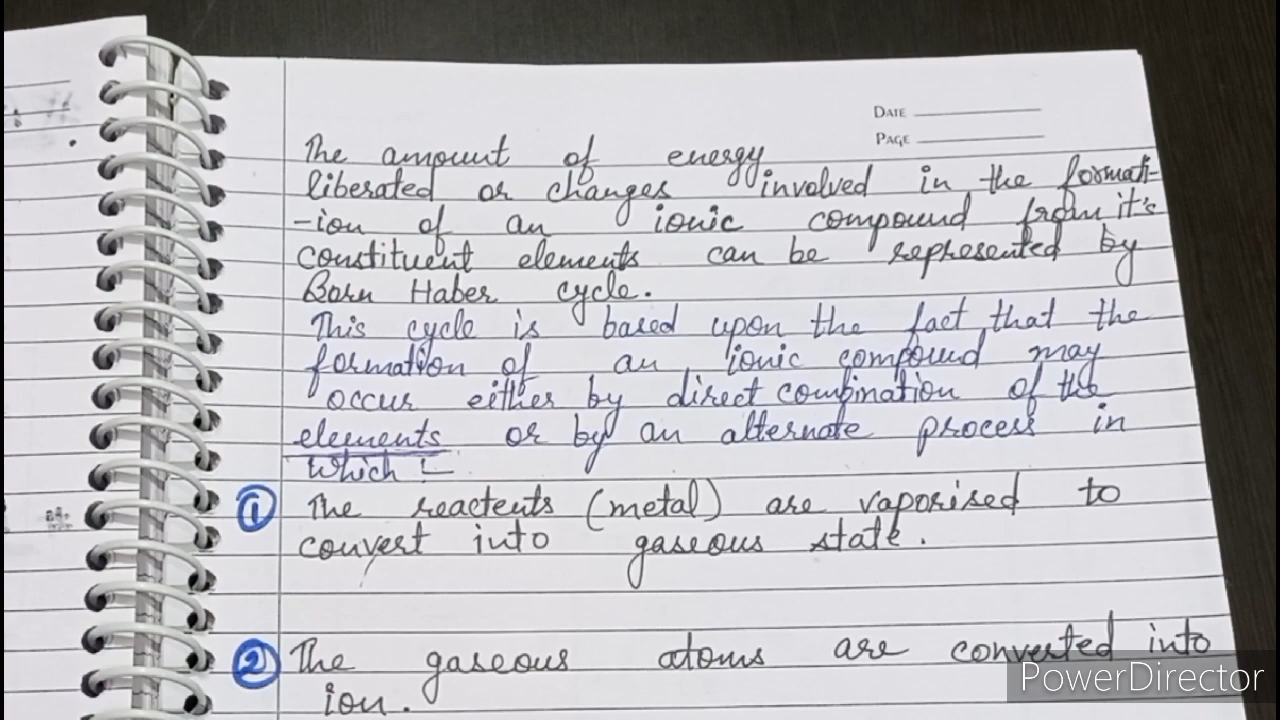 DATE
PAGE
The amount of energy
liberated or changes involved in the formati-
-ion of an ionic compound from it's
constituent elements can be represented by
Born Haber cycle.
This cycle is based upon the fact that the
formation of an ionic compound may
occur either by direct combination of the
elements or by an alternate process in
which :-
① The reactents (metal) are vaporised to
convert into gaseous state.
② The gaseous atoms are converted into
ion.
PowerDirector